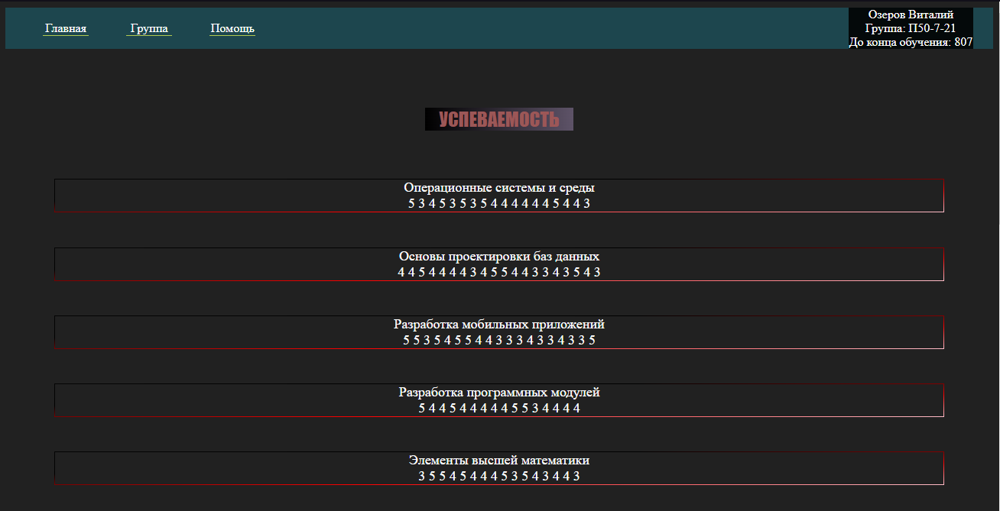 Главная Группа Помощь
Озеров Виталий
Группа: П50-7-21
До конца обучения: 807
УСПЕВАЕМОСТЬ
Операционные системы и среды
5 3 4 5 3 5 3 5 4 4 4 4 4 4 5 4 4 3
Основы проектировки баз данных
4 4 5 4 4 4 4 3 4 5 5 4 4 3 3 4 3 5 4 3
Разработка мобильных приложений
5 5 3 5 4 5 5 4 4 3 3 3 4 3 3 4 3 3 5
Разработка программных модулей
5 4 4 5 4 4 4 4 4 5 5 3 4 4 4 4
Элементы высшей математики
3 5 5 4 5 4 4 4 5 3 5 4 3 4 4 3